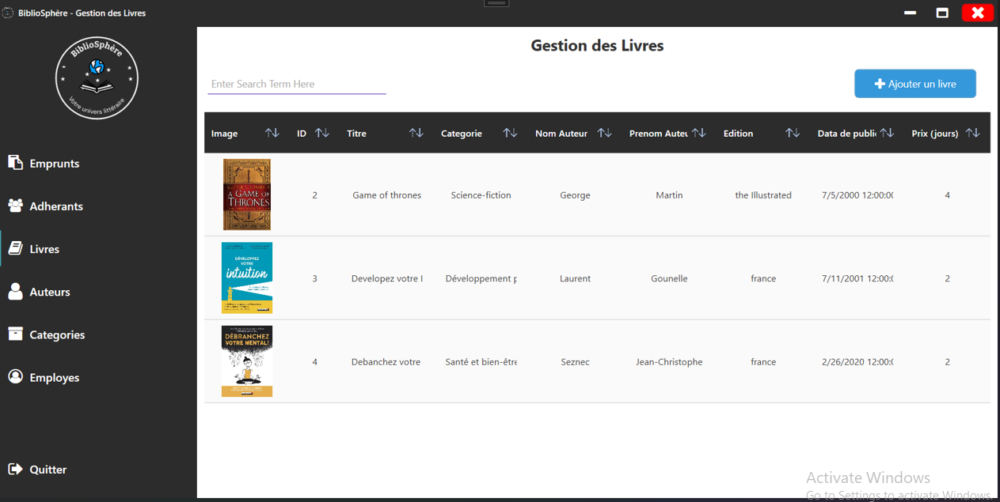 BiblioSphère - Gestion des Livres
BiblioSphère
Votre univers littéraire
Gestion des Livres
Enter Search Term Here
Ajouter un livre
Image ID Titre Categorie Nom Auteur Prenom Auteu Edition Data de public Prix (jours)
A GAME OF
THRONES
2 Game of thrones Science-fiction George Martin the Illustrated 7/5/2000 12:00:00 4
DÉVELOPPEZ
VOTRE
intuition
3 Developez votre I Développement p Laurent Gounelle france 7/11/2001 12:00:0 2
DÉBRANCHEZ
VOTRE MENTAL!
4 Debanchez votre Santé et bien-être Seznec Jean-Christophe france 2/26/2020 12:00:0 2
Emprunts
Adherants
Livres
Auteurs
Categories
Employes
Quitter
Activate Windows
Go to Settings to activate Windows.